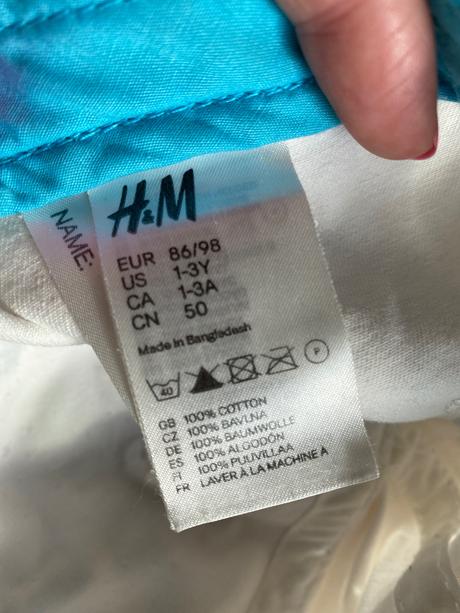 NAME:
H&M
EUR 86/98
US 1-3Y
CA 1-3A
CN 50
Made in Bangladesh
40 P
GB 100% COTTON
CZ 100% BAVLNA
DE 100% BAUMWOLLE
ES 100% ALGODÓN
FI 100% PUUVILLAA
FR LAVER À LA MACHINE À